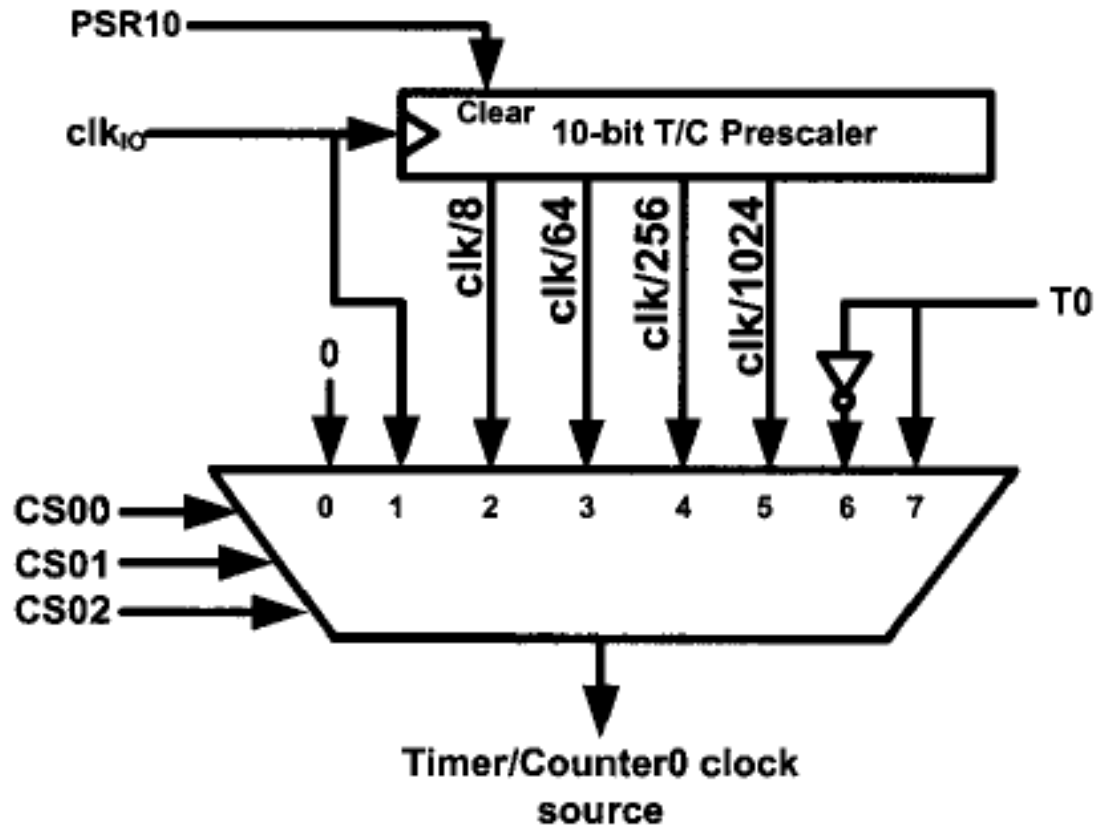 PSR10
Clear
clkIO
10-bit T/C Prescaler
clk/8
clk/64
clk/256
clk/1024
T0
0
0 1 2 3 4 5 6 7
CS00
CS01
CS02
Timer/Counter0 clock
source